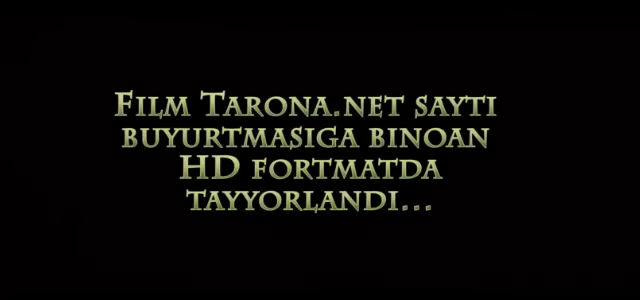 Film Tarona.net sayti
buyurtmasiga binoan
HD fortmatda
tayyorlandi...